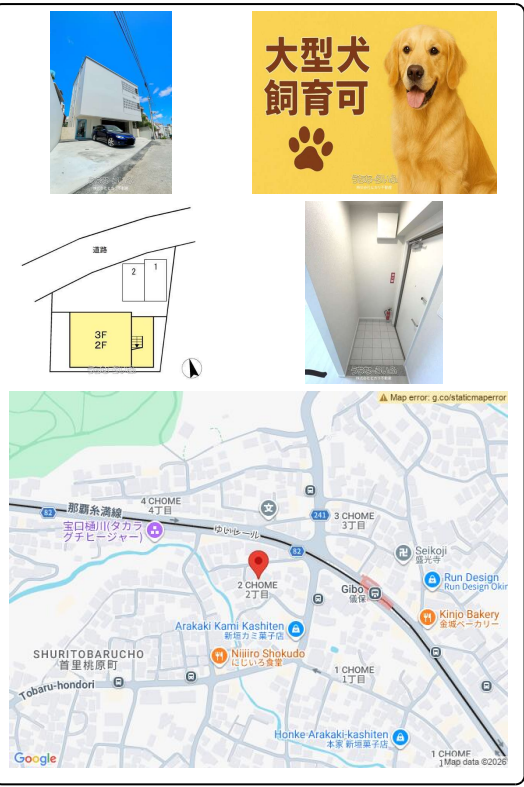 大型犬
飼育可
道路
2
1
3F
2F
Map error: g.co/staticmaperror
那覇糸満線
82
4 CHOME
4丁目
241
3 CHOME
3丁目
宝口樋川(タカラ
グチヒージャー)
ゆいレール
82
Seikoji
盛光寺
2 CHOME
2丁目
Gibo
儀保
Run Design
Run Design Okin
Kinjo Bakery
金城ベーカリー
Arakaki Kami Kashiten
新垣カミ菓子店
SHURITOBARUCHO
首里桃原町
Niijiro Shokudo
にじいろ食堂
1 CHOME
1丁目
Tobaru-hondori
Honke Arakaki-kashiten
本家 新垣菓子店
1 CHOME
1丁目
Google
Map data ©2026